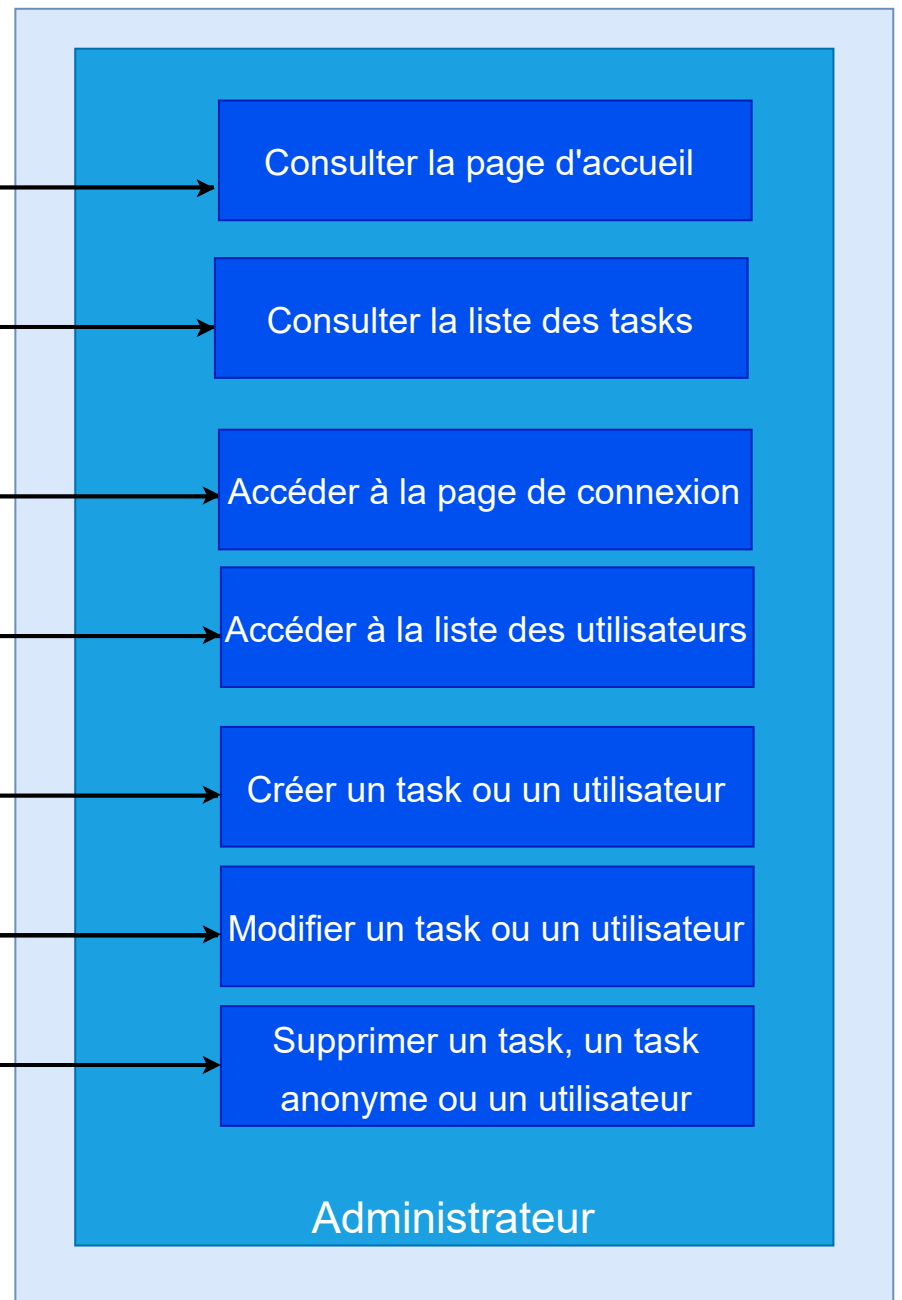 Consulter la page d'accueil
Consulter la liste des tasks
Accéder à la page de connexion
Accéder à la liste des utilisateurs
Créer un task ou un utilisateur
Modifier un task ou un utilisateur
Supprimer un task, un task
anonyme ou un utilisateur
Administrateur